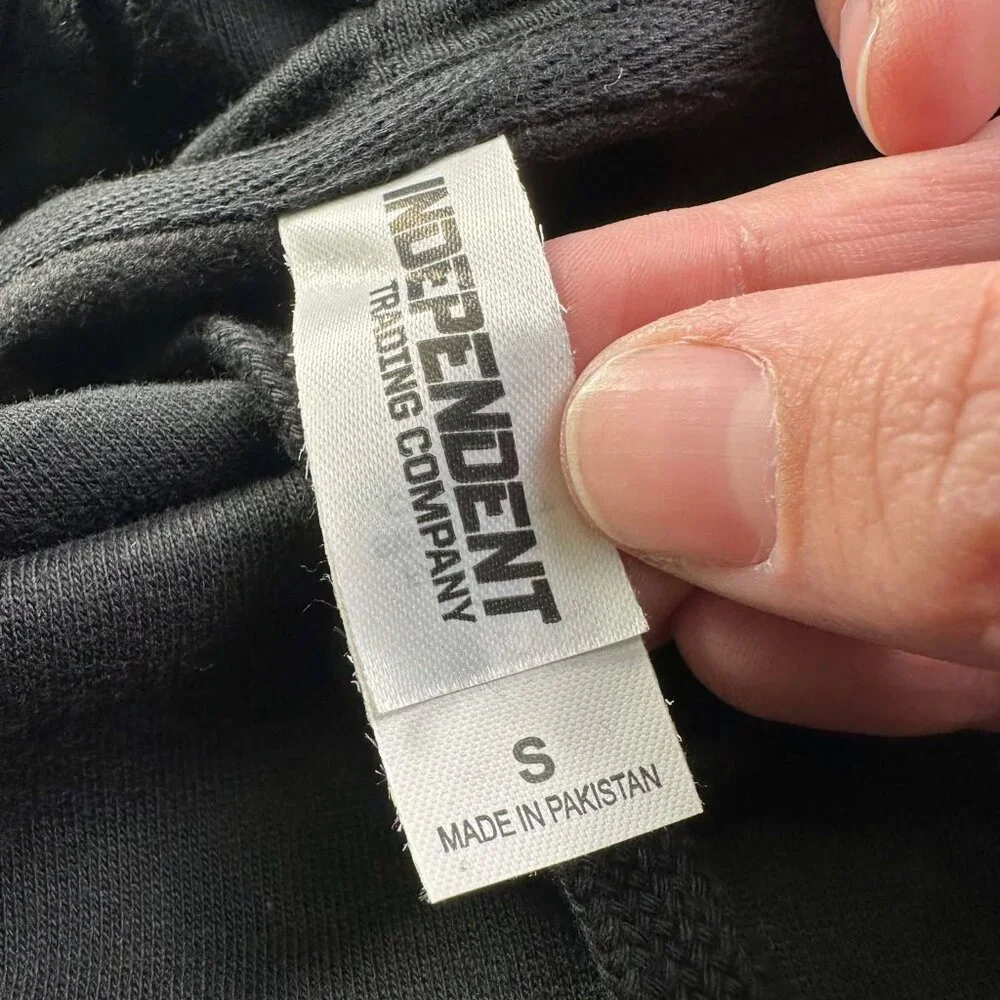 INDEPENDENT
TRADING COMPANY
S
MADE IN PAKISTAN